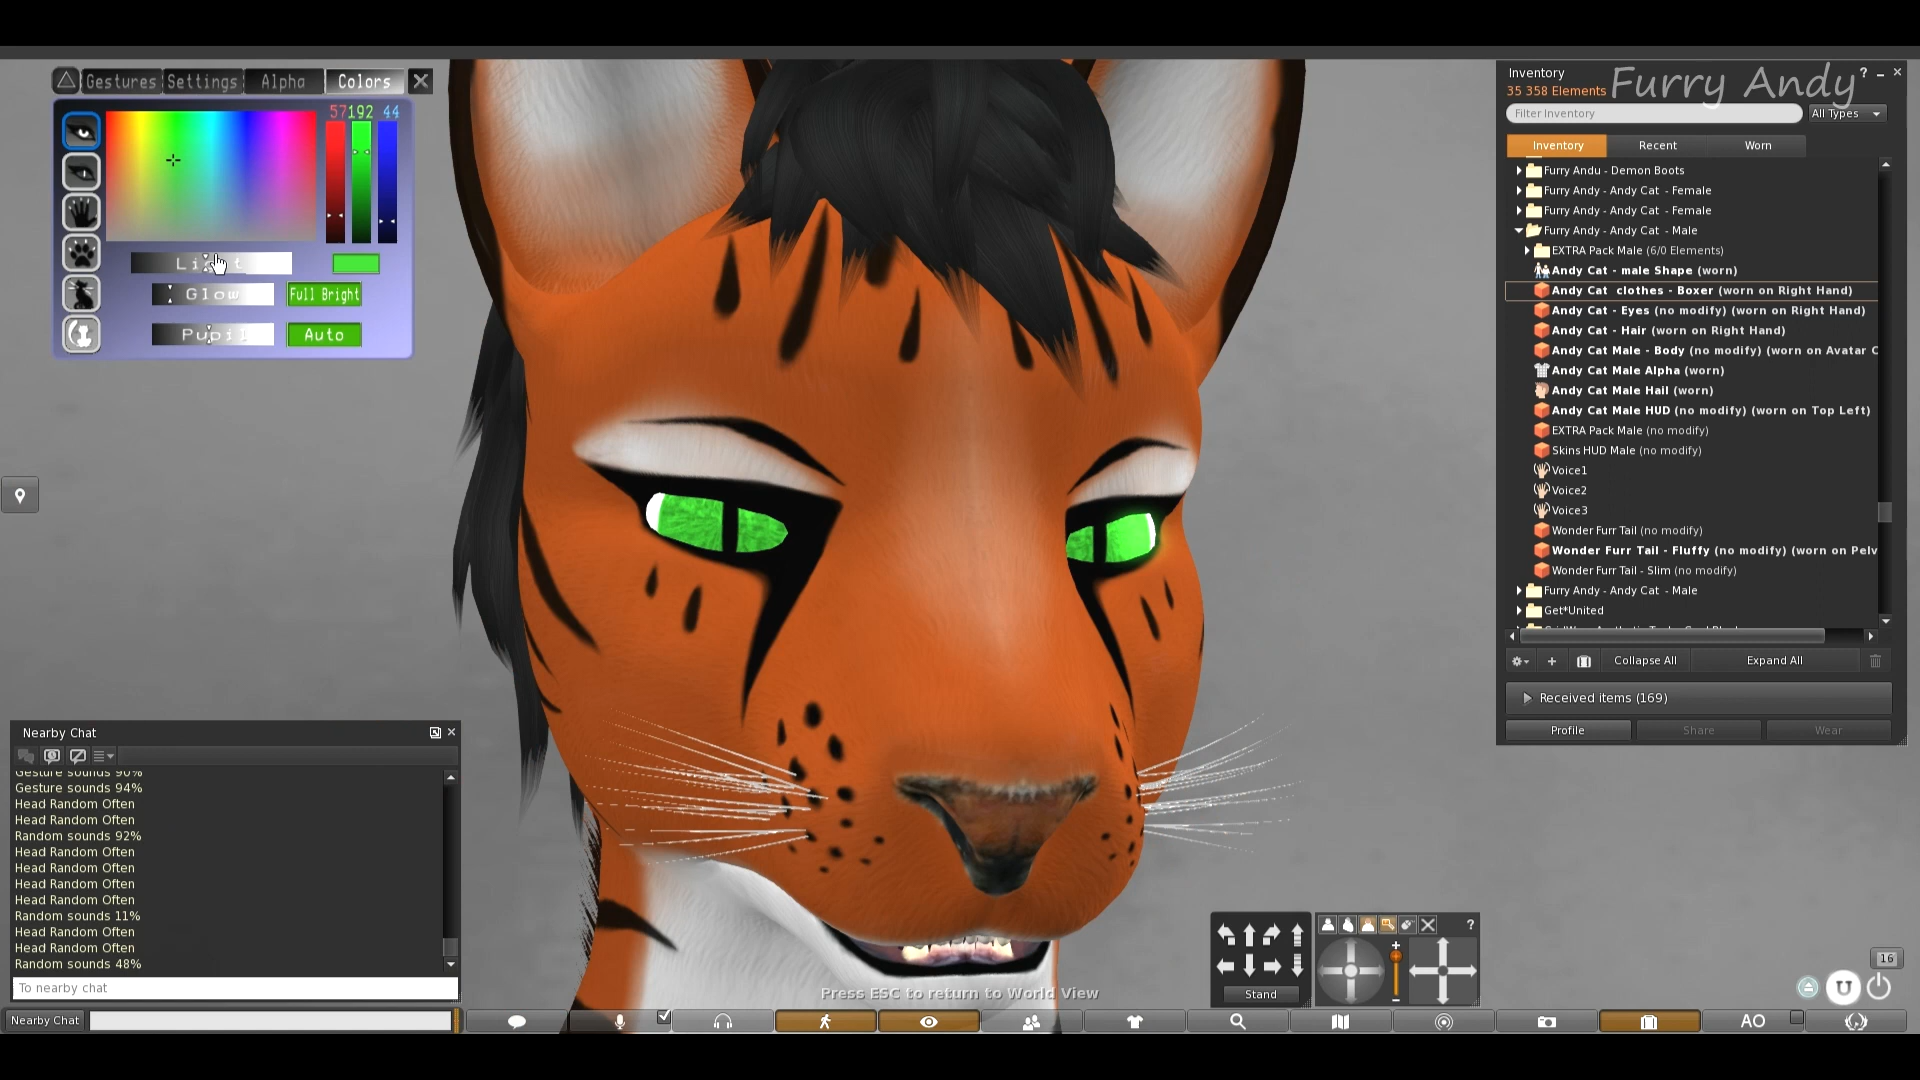 Gestures Settings Alpha Colors
57 192 44
Light
Glow Full Bright
Pupil Auto
Inventory
Furry Andy
35 358 Elements
Filter Inventory All Types
Inventory Recent Worn
Furry Andu - Demon Boots
Furry Andy - Andy Cat - Female
Furry Andy - Andy Cat - Female
Furry Andy - Andy Cat - Male
EXTRA Pack Male (6/0 Elements)
Andy Cat - male Shape (worn)
Andy Cat clothes - Boxer (worn on Right Hand)
Andy Cat - Eyes (no modify) (worn on Right Hand)
Andy Cat - Hair (worn on Right Hand)
Andy Cat Male - Body (no modify) (worn on Avatar C
Andy Cat Male Alpha (worn)
Andy Cat Male Hail (worn)
Andy Cat Male HUD (no modify) (worn on Top Left)
EXTRA Pack Male (no modify)
Skins HUD Male (no modify)
Voice1
Voice2
Voice3
Wonder Furr Tail (no modify)
Wonder Furr Tail - Fluffy (no modify) (worn on Pelv
Wonder Furr Tail - Slim (no modify)
Furry Andy - Andy Cat - Male
Get*United
Collapse All Expand All
Received items (169)
Profile Share Wear
Nearby Chat
Gesture sounds 90%
Gesture sounds 94%
Head Random Often
Head Random Often
Random sounds 92%
Head Random Often
Head Random Often
Head Random Often
Head Random Often
Random sounds 11%
Head Random Often
Head Random Often
Random sounds 48%
To nearby chat
Nearby Chat
Press ESC to return to World View
Stand
16
AO